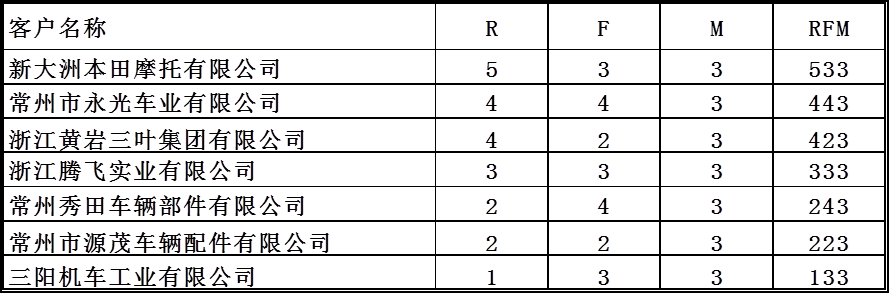 客户名称 R F M RFM
新大洲本田摩托有限公司 5 3 3 533
常州市永光车业有限公司 4 4 3 443
浙江黄岩三叶集团有限公司 4 2 3 423
浙江腾飞实业有限公司 3 3 3 333
常州秀田车辆部件有限公司 2 4 3 243
常州市源茂车辆配件有限公司 2 2 3 223
三阳机车工业有限公司 1 3 3 133